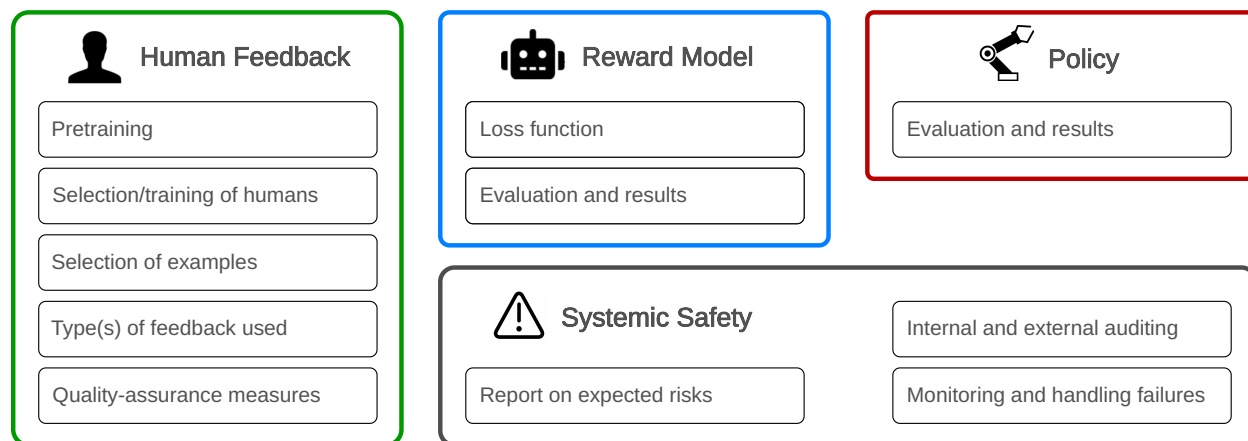 Human Feedback
Pretraining
Selection/training of humans
Selection of examples
Type(s) of feedback used
Quality-assurance measures
Reward Model
Loss function
Evaluation and results
Policy
Evaluation and results
Systemic Safety
Report on expected risks
Internal and external auditing
Monitoring and handling failures